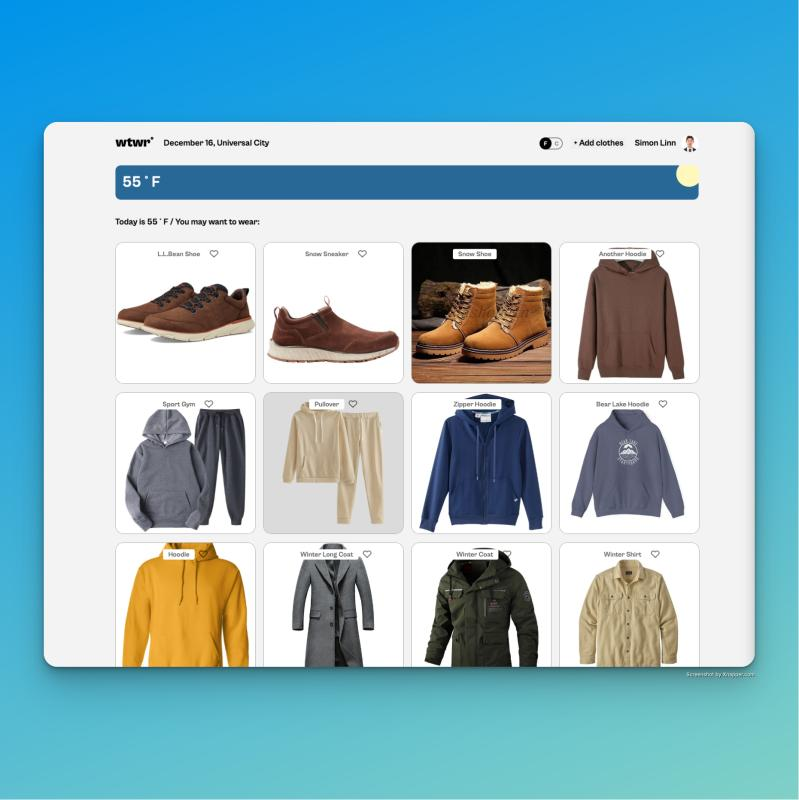 wtwr°
December 16, Universal City
F C
+ Add clothes
Simon Linn
55 ° F
Today is 55 ° F / You may want to wear:
L.L.Bean Shoe
Snow Sneaker
Snow Shoe
Another Hoodie
Sport Gym
Pullover
Zipper Hoodie
Bear Lake Hoodie
BEAR LAKE
Hoodie
Winter Long Coat
Winter Coat
Winter Shirt
Screenshot by Xnapper.com